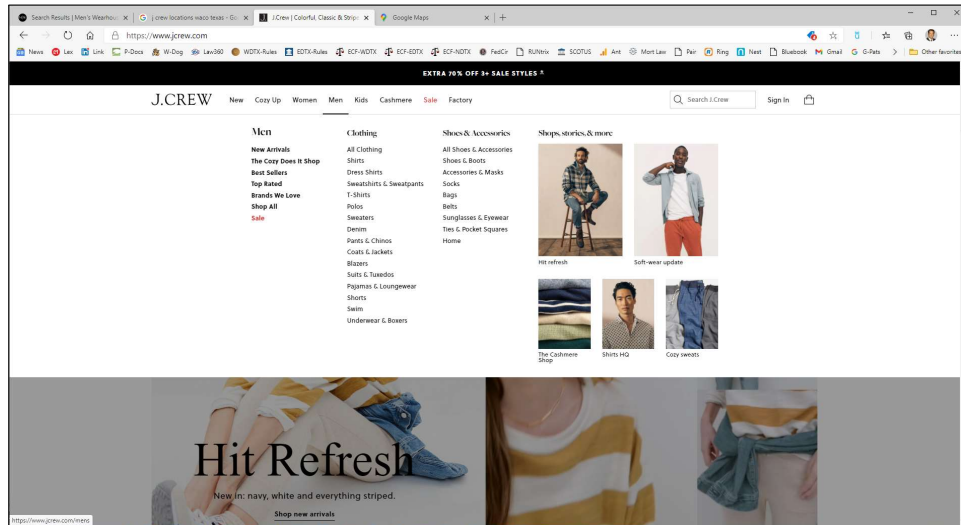 Search Results | Men's Wearhous
j crew locations waco texas - Go
J.Crew | Colorful, Classic & Stripe
Google Maps
https://www.jcrew.com
News Lex Link P-Docs W-Dog Law360 WDTX-Rules EDTX-Rules ECF-WDTX ECF-EDTX ECF-NDTX FedCir RUNtrix SCOTUS Ant Mort Law Pair Ring Nest Bluebook Gmail G-Pats Other favorites
EXTRA 70% OFF 3+ SALE STYLES
J.CREW New Cozy Up Women Men Kids Cashmere Sale Factory Search J.Crew Sign In
Men
New Arrivals
The Cozy Does It Shop
Best Sellers
Top Rated
Brands We Love
Shop All
Sale
Clothing
All Clothing
Shirts
Dress Shirts
Sweatshirts & Sweatpants
T-Shirts
Polos
Sweaters
Denim
Pants & Chinos
Coats & Jackets
Blazers
Suits & Tuxedos
Pajamas & Loungewear
Shorts
Swim
Underwear & Boxers
Shoes & Accessories
All Shoes & Accessories
Shoes & Boots
Accessories & Masks
Socks
Bags
Belts
Sunglasses & Eyewear
Ties & Pocket Squares
Home
Shops, stories, & more
Hit refresh
Soft-wear update
The Cashmere
Shop
Shirts HQ
Cozy sweats
Hit Refresh
New in: navy, white and everything striped.
Shop new arrivals
https://www.jcrew.com/mens